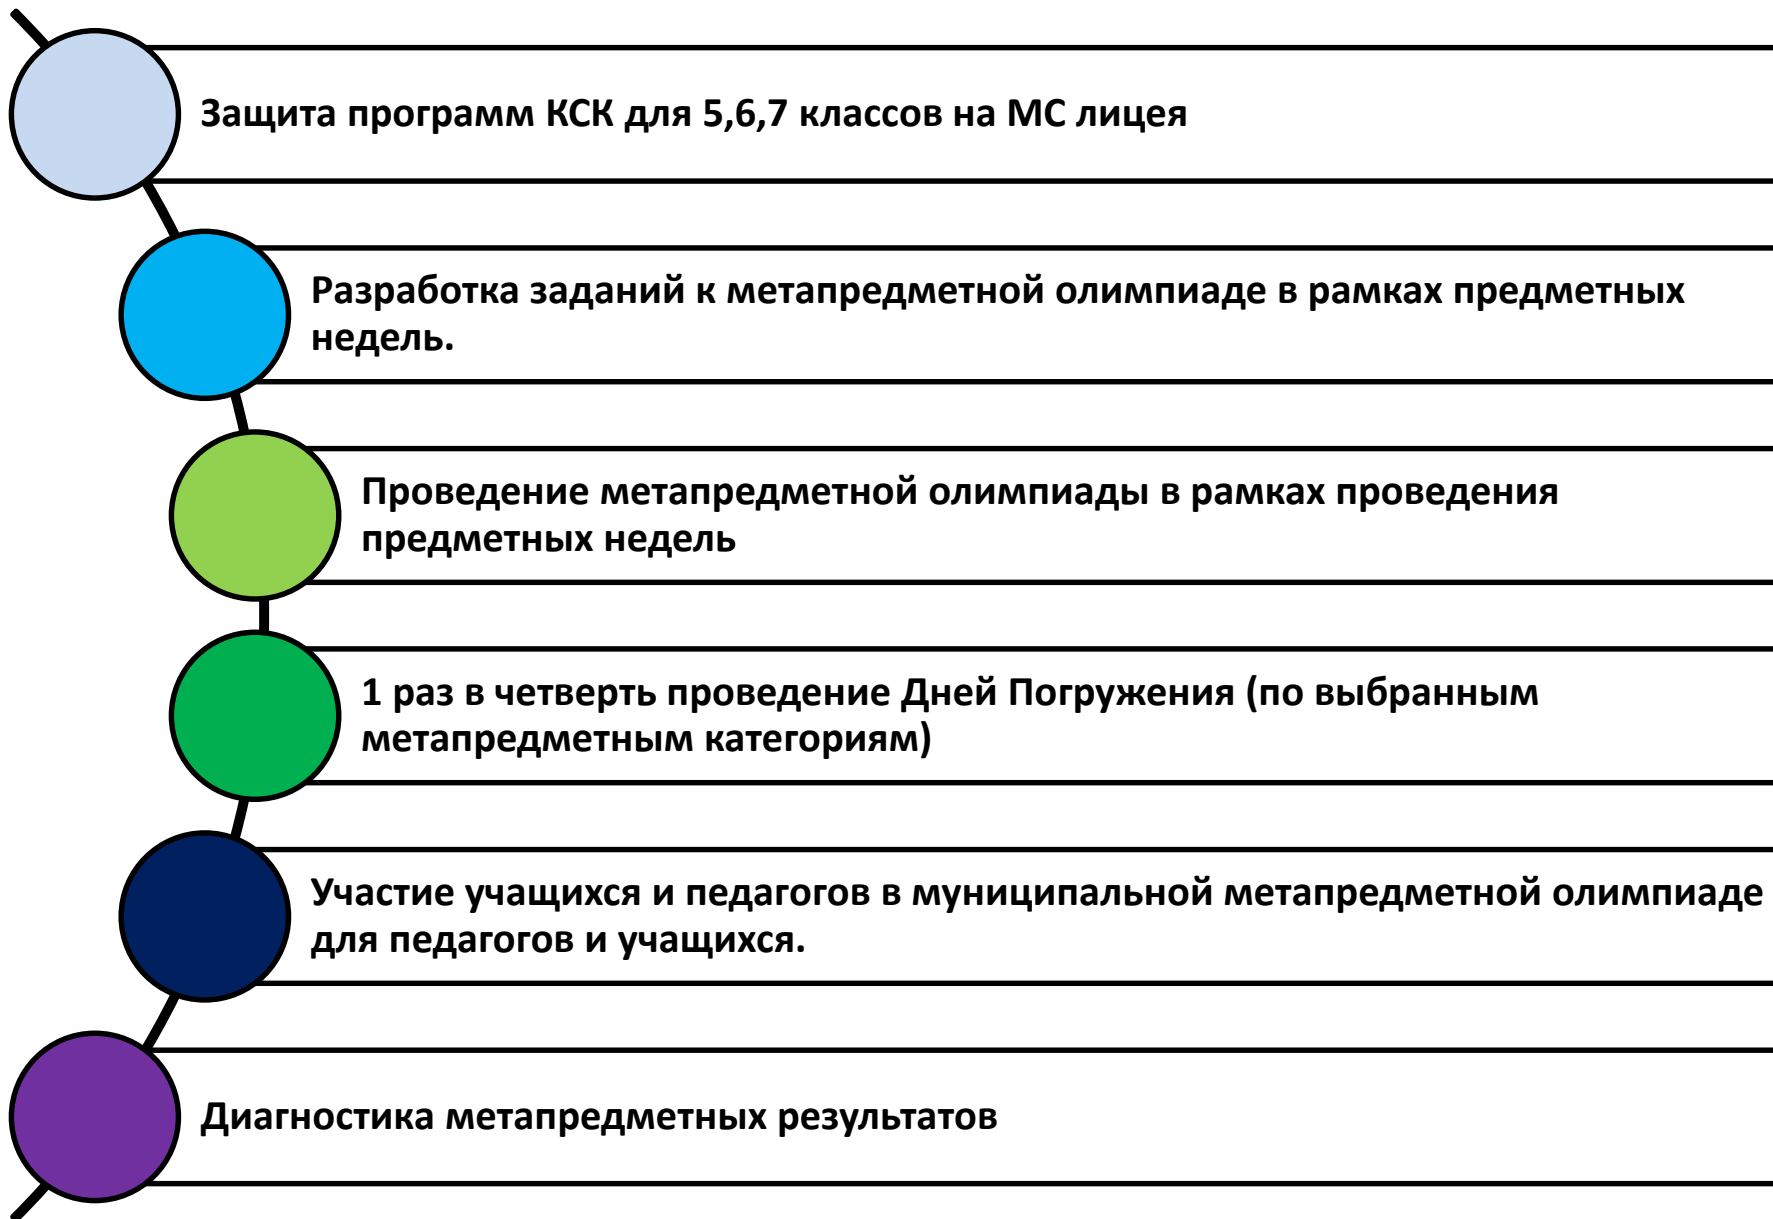 Защита программ КСК для 5,6,7 классов на МС лицея
Разработка заданий к метапредметной олимпиаде в рамках предметных
недель.
Проведение метапредметной олимпиады в рамках проведения
предметных недель
1 раз в четверть проведение Дней Погружения (по выбранным
метапредметным категориям)
Участие учащихся и педагогов в муниципальной метапредметной олимпиаде
для педагогов и учащихся.
Диагностика метапредметных результатов